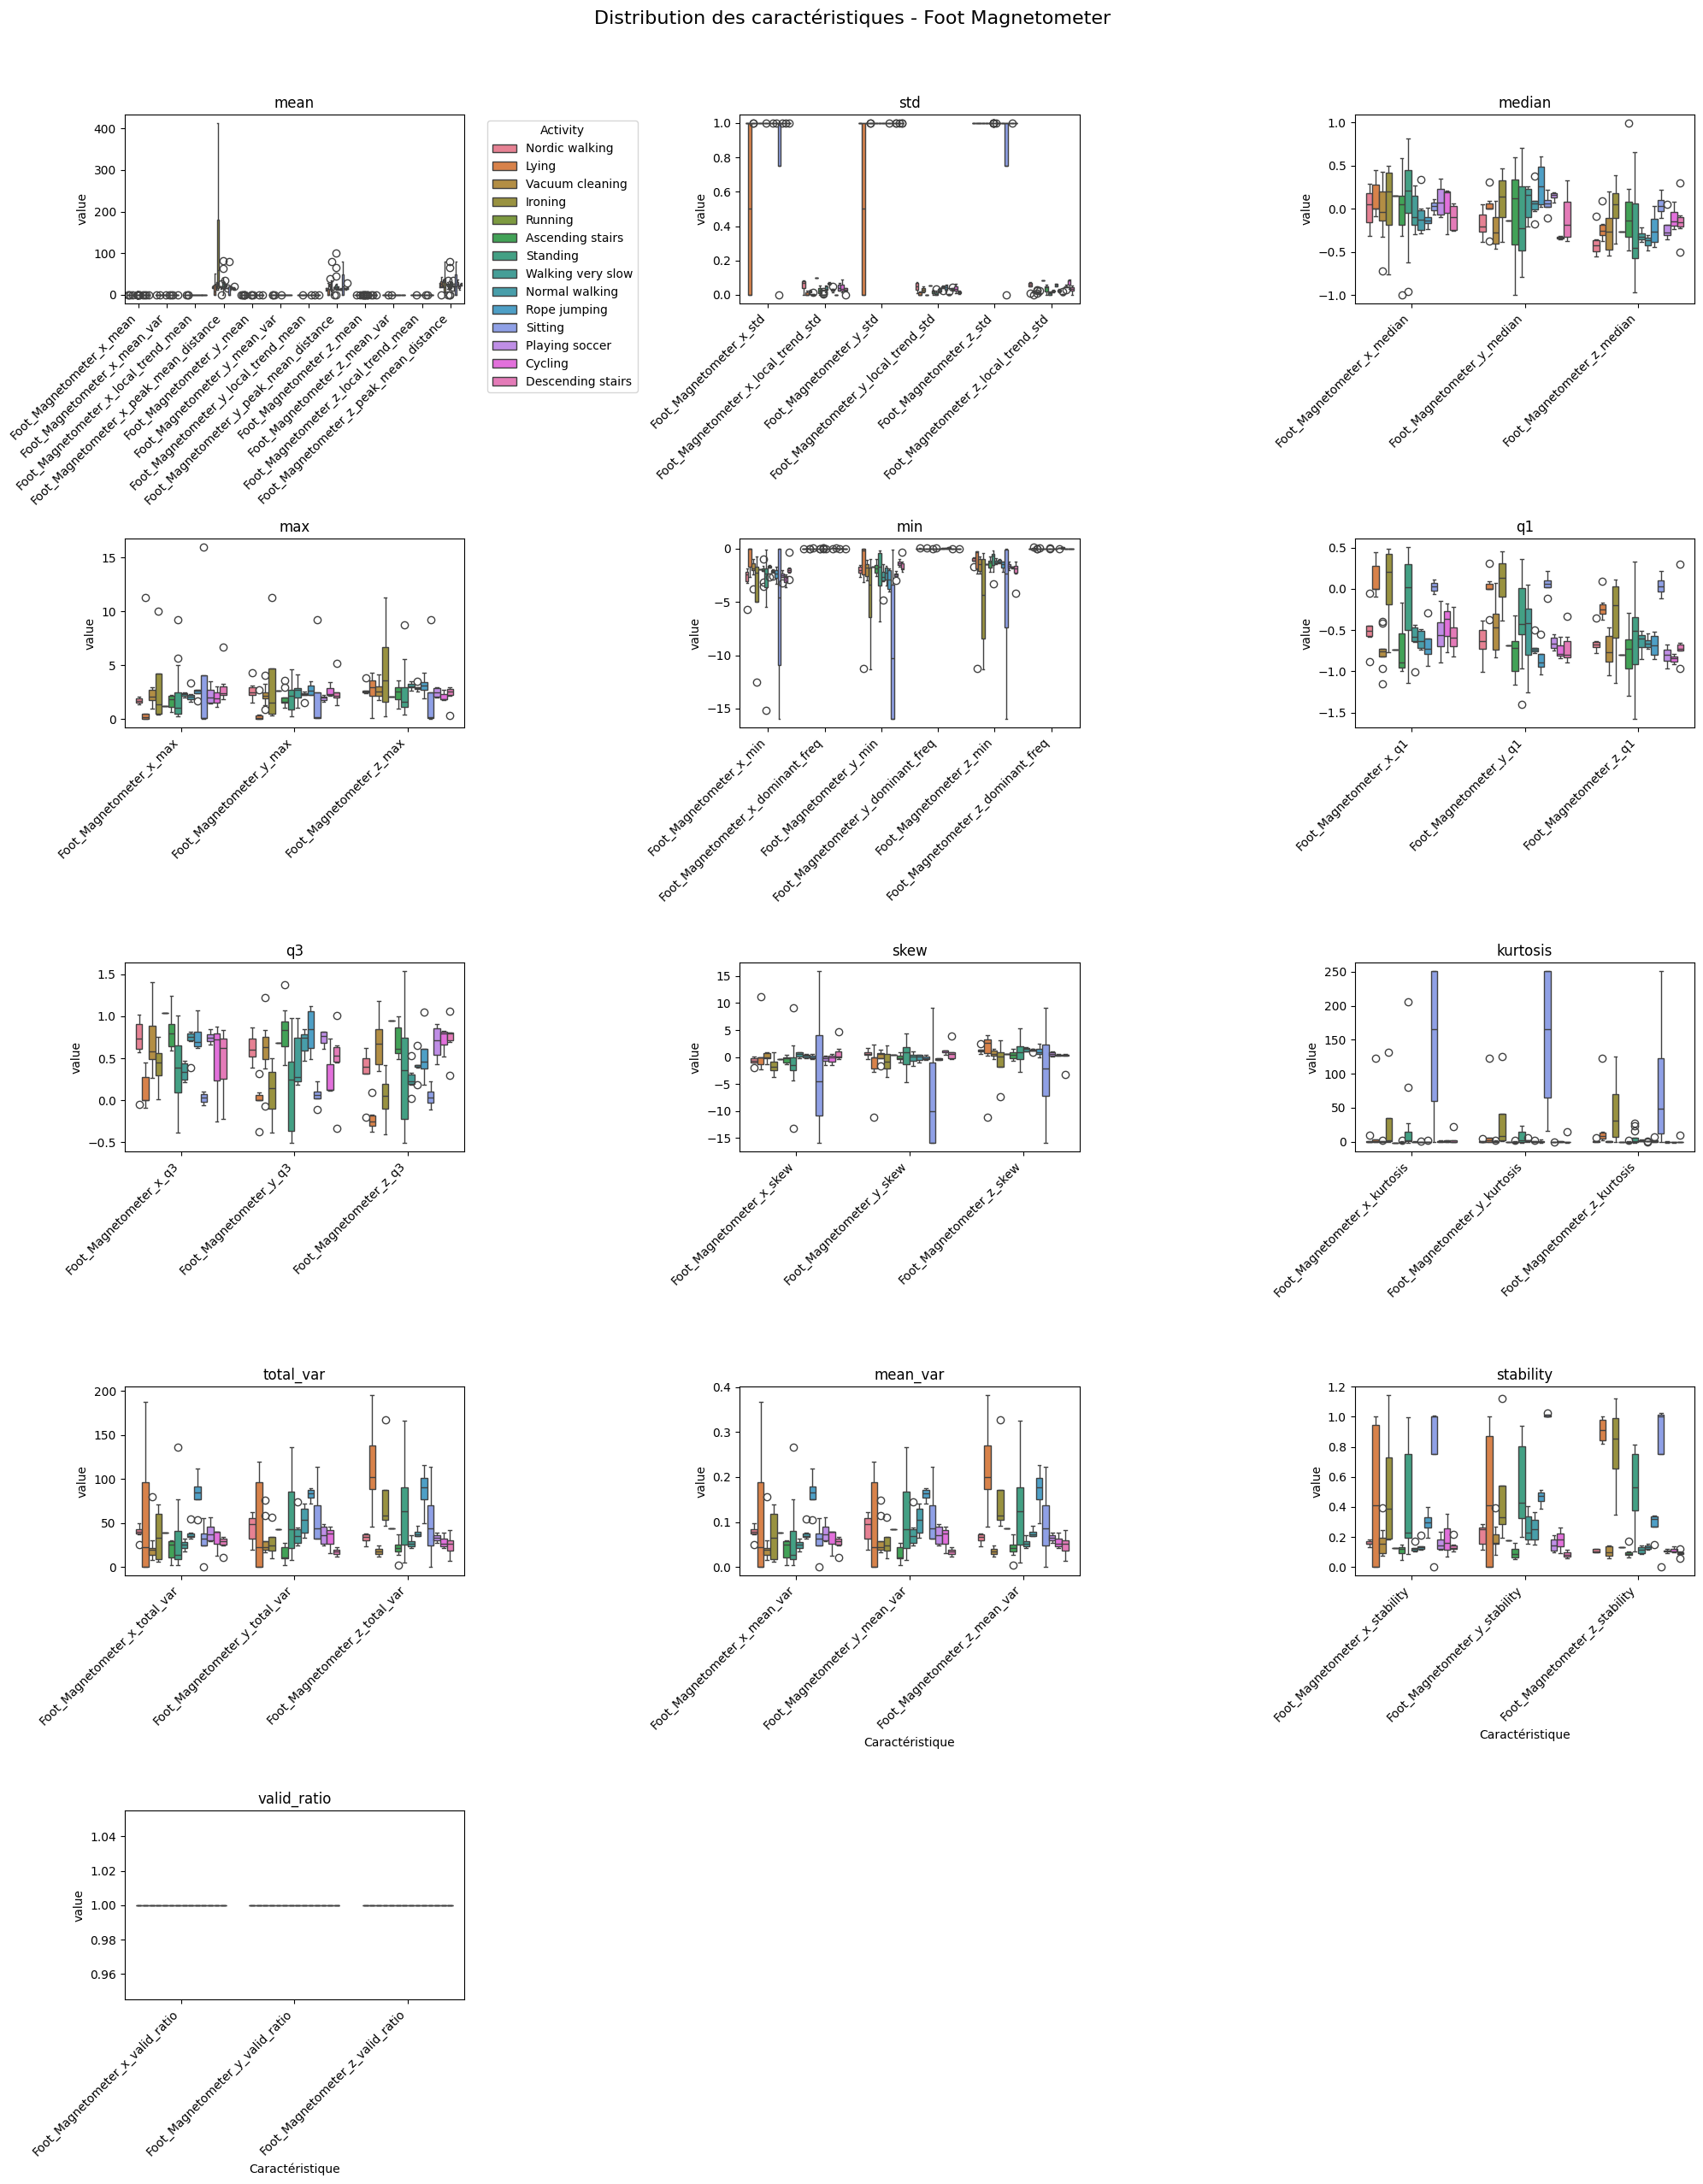 Distribution des caractéristiques - Foot Magnetometer
mean
value
400
300
200
100
0
Foot_Magnetometer_x_mean
Foot_Magnetometer_x_mean_var
Foot_Magnetometer_x_local_trend_mean
Foot_Magnetometer_x_peak_mean_distance
Foot_Magnetometer_y_mean
Foot_Magnetometer_y_mean_var
Foot_Magnetometer_y_local_trend_mean
Foot_Magnetometer_y_peak_mean_distance
Foot_Magnetometer_z_mean
Foot_Magnetometer_z_mean_var
Foot_Magnetometer_z_local_trend_mean
Foot_Magnetometer_z_peak_mean_distance
Activity
Nordic walking
Lying
Vacuum cleaning
Ironing
Running
Ascending stairs
Standing
Walking very slow
Normal walking
Rope jumping
Sitting
Playing soccer
Cycling
Descending stairs
std
value
1.0
0.8
0.6
0.4
0.2
0.0
Foot_Magnetometer_x_std
Foot_Magnetometer_x_local_trend_std
Foot_Magnetometer_y_std
Foot_Magnetometer_y_local_trend_std
Foot_Magnetometer_z_std
Foot_Magnetometer_z_local_trend_std
median
value
1.0
0.5
0.0
−0.5
−1.0
Foot_Magnetometer_x_median
Foot_Magnetometer_y_median
Foot_Magnetometer_z_median
max
value
15
10
5
0
Foot_Magnetometer_x_max
Foot_Magnetometer_y_max
Foot_Magnetometer_z_max
min
value
0
−5
−10
−15
Foot_Magnetometer_x_min
Foot_Magnetometer_x_dominant_freq
Foot_Magnetometer_y_min
Foot_Magnetometer_y_dominant_freq
Foot_Magnetometer_z_min
Foot_Magnetometer_z_dominant_freq
q1
value
0.5
0.0
−0.5
−1.0
−1.5
Foot_Magnetometer_x_q1
Foot_Magnetometer_y_q1
Foot_Magnetometer_z_q1
q3
value
1.5
1.0
0.5
0.0
−0.5
Foot_Magnetometer_x_q3
Foot_Magnetometer_y_q3
Foot_Magnetometer_z_q3
skew
value
15
10
5
0
−5
−10
−15
Foot_Magnetometer_x_skew
Foot_Magnetometer_y_skew
Foot_Magnetometer_z_skew
kurtosis
value
250
200
150
100
50
0
Foot_Magnetometer_x_kurtosis
Foot_Magnetometer_y_kurtosis
Foot_Magnetometer_z_kurtosis
total_var
value
200
150
100
50
0
Foot_Magnetometer_x_total_var
Foot_Magnetometer_y_total_var
Foot_Magnetometer_z_total_var
mean_var
value
0.4
0.3
0.2
0.1
0.0
Foot_Magnetometer_x_mean_var
Foot_Magnetometer_y_mean_var
Foot_Magnetometer_z_mean_var
Caractéristique
stability
value
1.2
1.0
0.8
0.6
0.4
0.2
0.0
Foot_Magnetometer_x_stability
Foot_Magnetometer_y_stability
Foot_Magnetometer_z_stability
Caractéristique
valid_ratio
value
1.04
1.02
1.00
0.98
0.96
Foot_Magnetometer_x_valid_ratio
Foot_Magnetometer_y_valid_ratio
Foot_Magnetometer_z_valid_ratio
Caractéristique